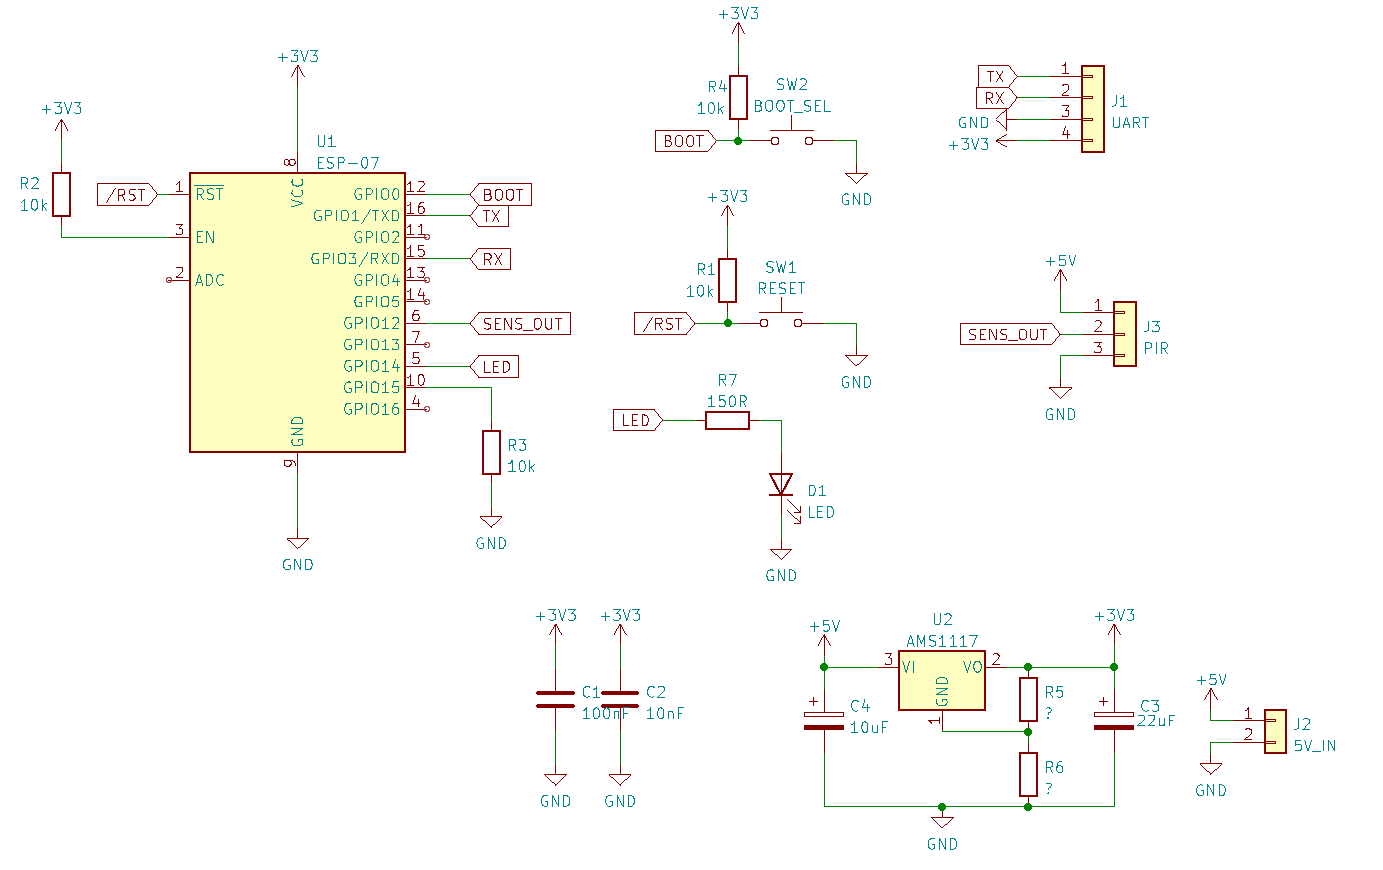 +3V3
R2
10k
/RST
+3V3
U1
ESP-07
8
VCC
1
RST
3
EN
2
ADC
GPIO0
12
BOOT
GPIO1/TXD
16
TX
GPIO2
11
GPIO3/RXD
15
RX
GPIO4
13
GPIO5
14
GPIO12
6
SENS_OUT
GPIO13
7
GPIO14
5
LED
GPIO15
10
GPIO16
4
GND
9
GND
R3
10k
GND
+3V3
R4
10k
SW2
BOOT_SEL
BOOT
GND
+3V3
R1
10k
SW1
RESET
/RST
GND
R7
150R
LED
D1
LED
GND
TX
1
RX
2
GND
3
+3V3
4
J1
UART
+5V
1
SENS_OUT
2
3
J3
PIR
GND
+3V3
C1
100nF
GND
+3V3
C2
10nF
GND
+5V
+
C4
10uF
U2
AMS1117
3
VI
VO
2
GND
1
R5
?
R6
?
+3V3
+
C3
22uF
GND
+5V
1
2
J2
5V_IN
GND